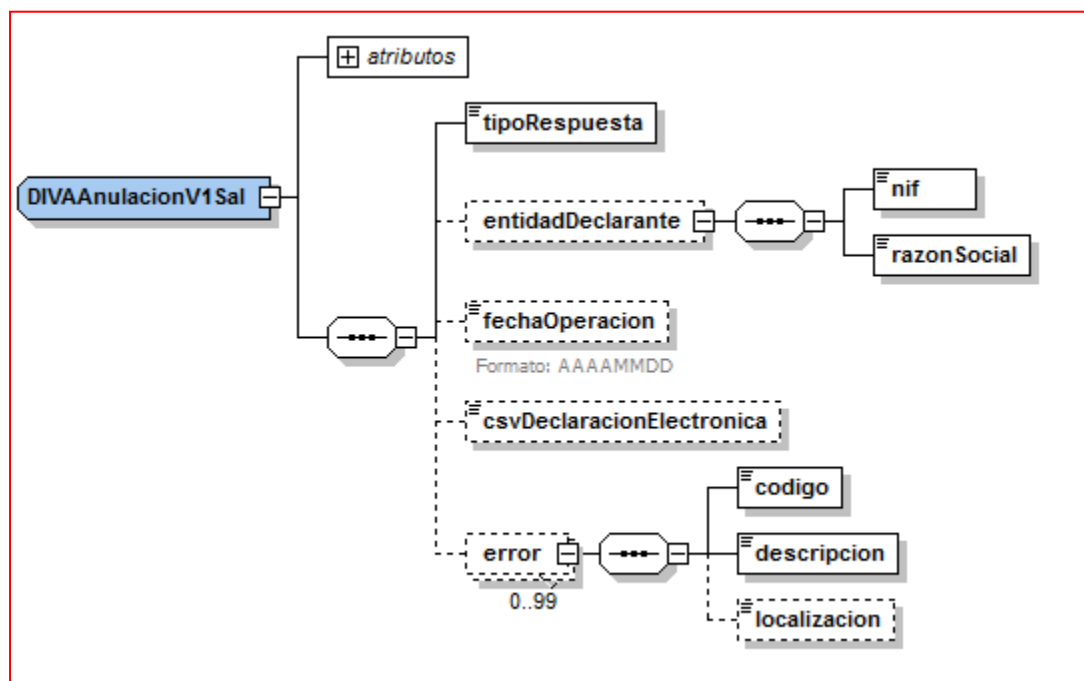 atributos
tipoRespuesta
DIVAAnulacionV1Sal
entidadDeclarante
nif
razonSocial
fechaOperacion
Formato: AAAAMMDD
csvDeclaracionElectronica
error
0..99
codigo
descripcion
localizacion